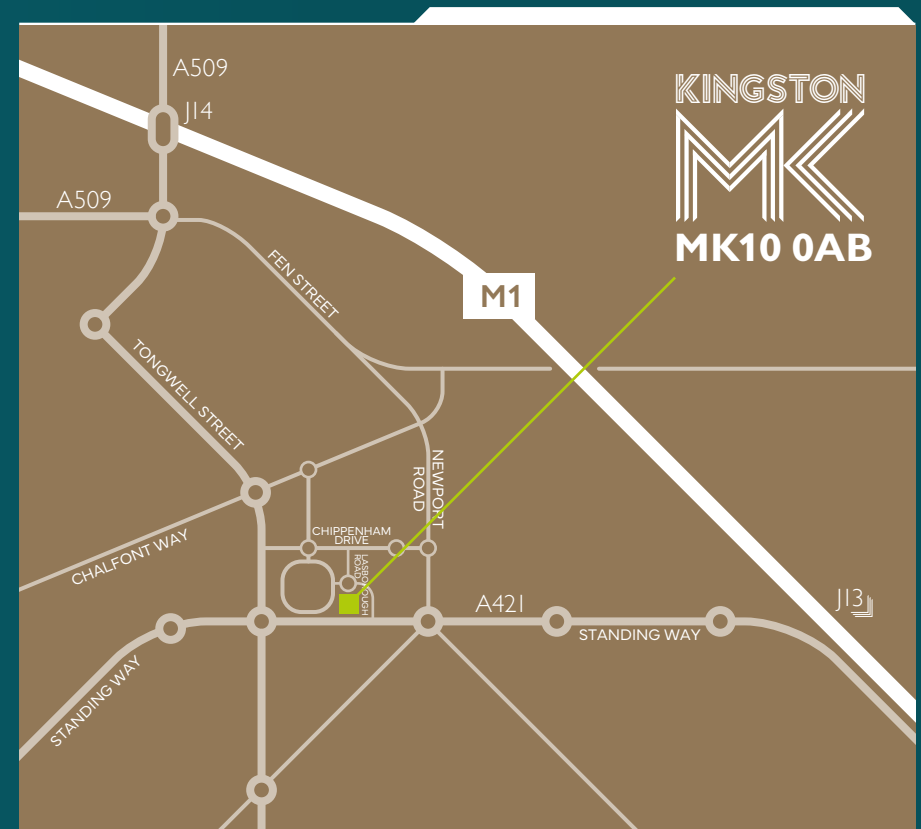 A509
J14
A509
KINGSTON
MK
MK10 0AB
FEN STREET
M1
TONGWELL STREET
NEWPORT
ROAD
CHIPPENHAM
DRIVE
CHALFONT WAY
LASBOROUGH
ROAD
A421
J13
STANDING WAY
STANDING WAY